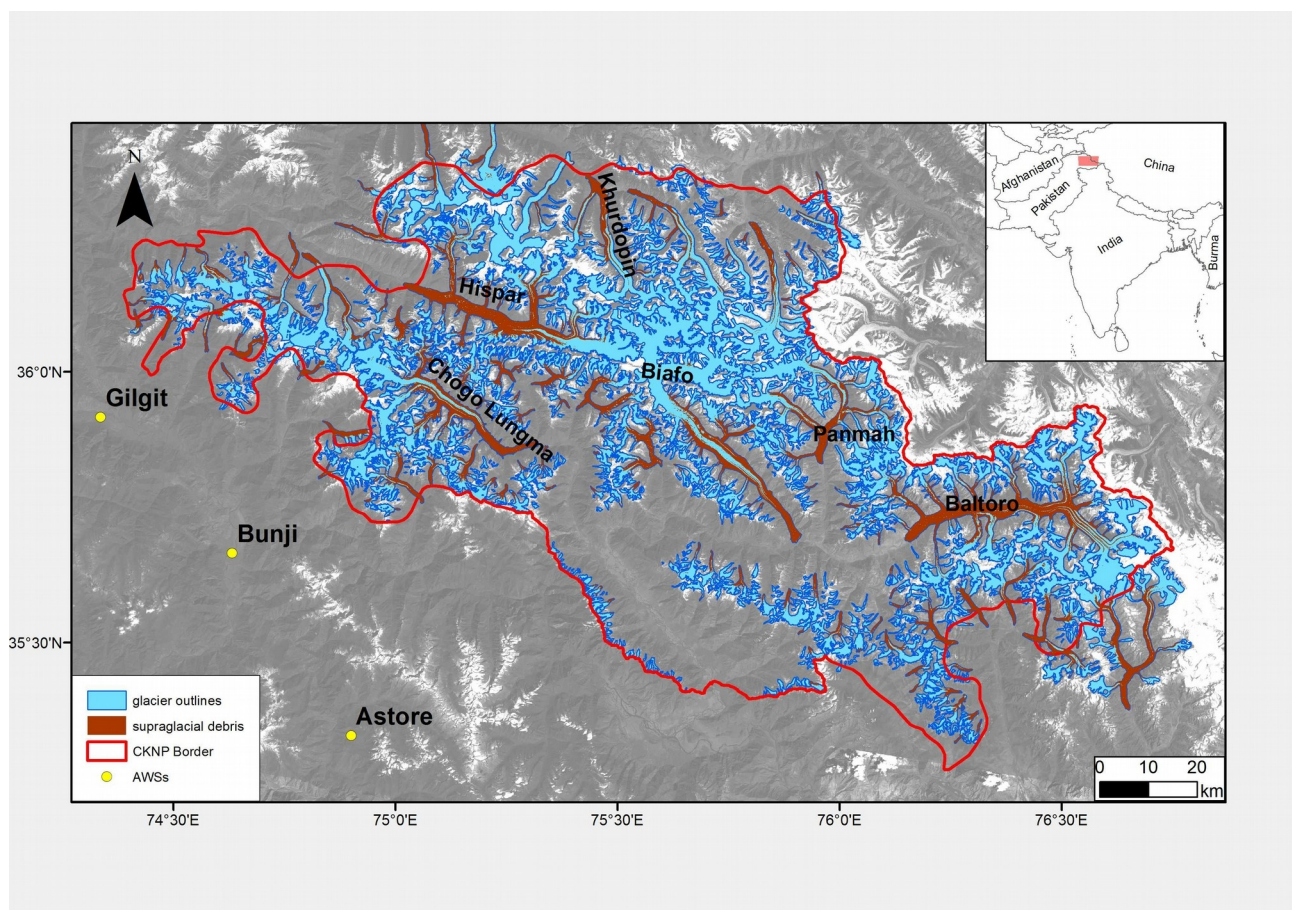 N
China
Afghanistan
Pakistan
India
Burma
Khurdopin
Hispar
36°0'N
Biafo
Chogo Lungma
Gilgit
Panmah
Baltoro
Bunji
35°30'N
glacier outlines
supraglacial debris
CKNP Border
AWSs
Astore
0 10 20
km
74°30'E 75°0'E 75°30'E 76°0'E 76°30'E